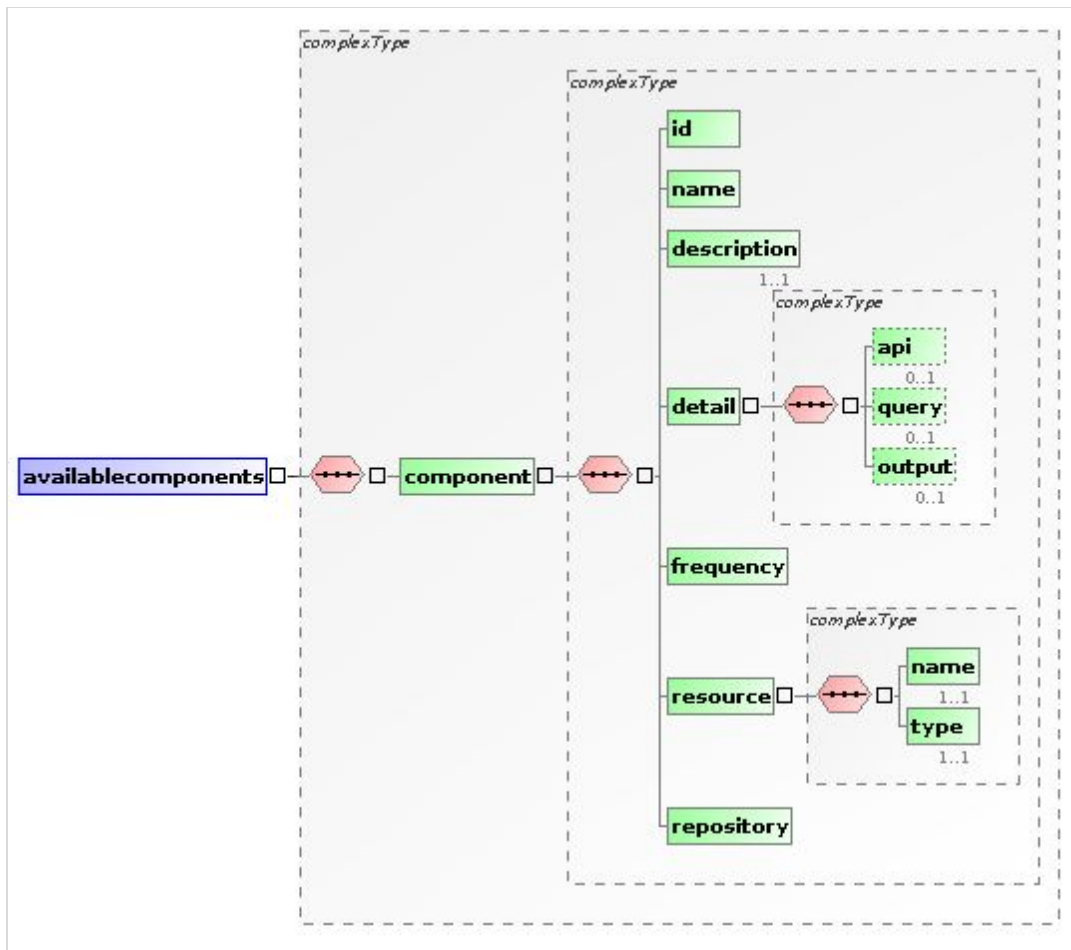 complexType
complexType
id
name
description
1..1
complexType
api
0..1
detail
query
0..1
output
0..1
availablecomponents
component
frequency
complexType
name
1..1
resource
type
1..1
repository